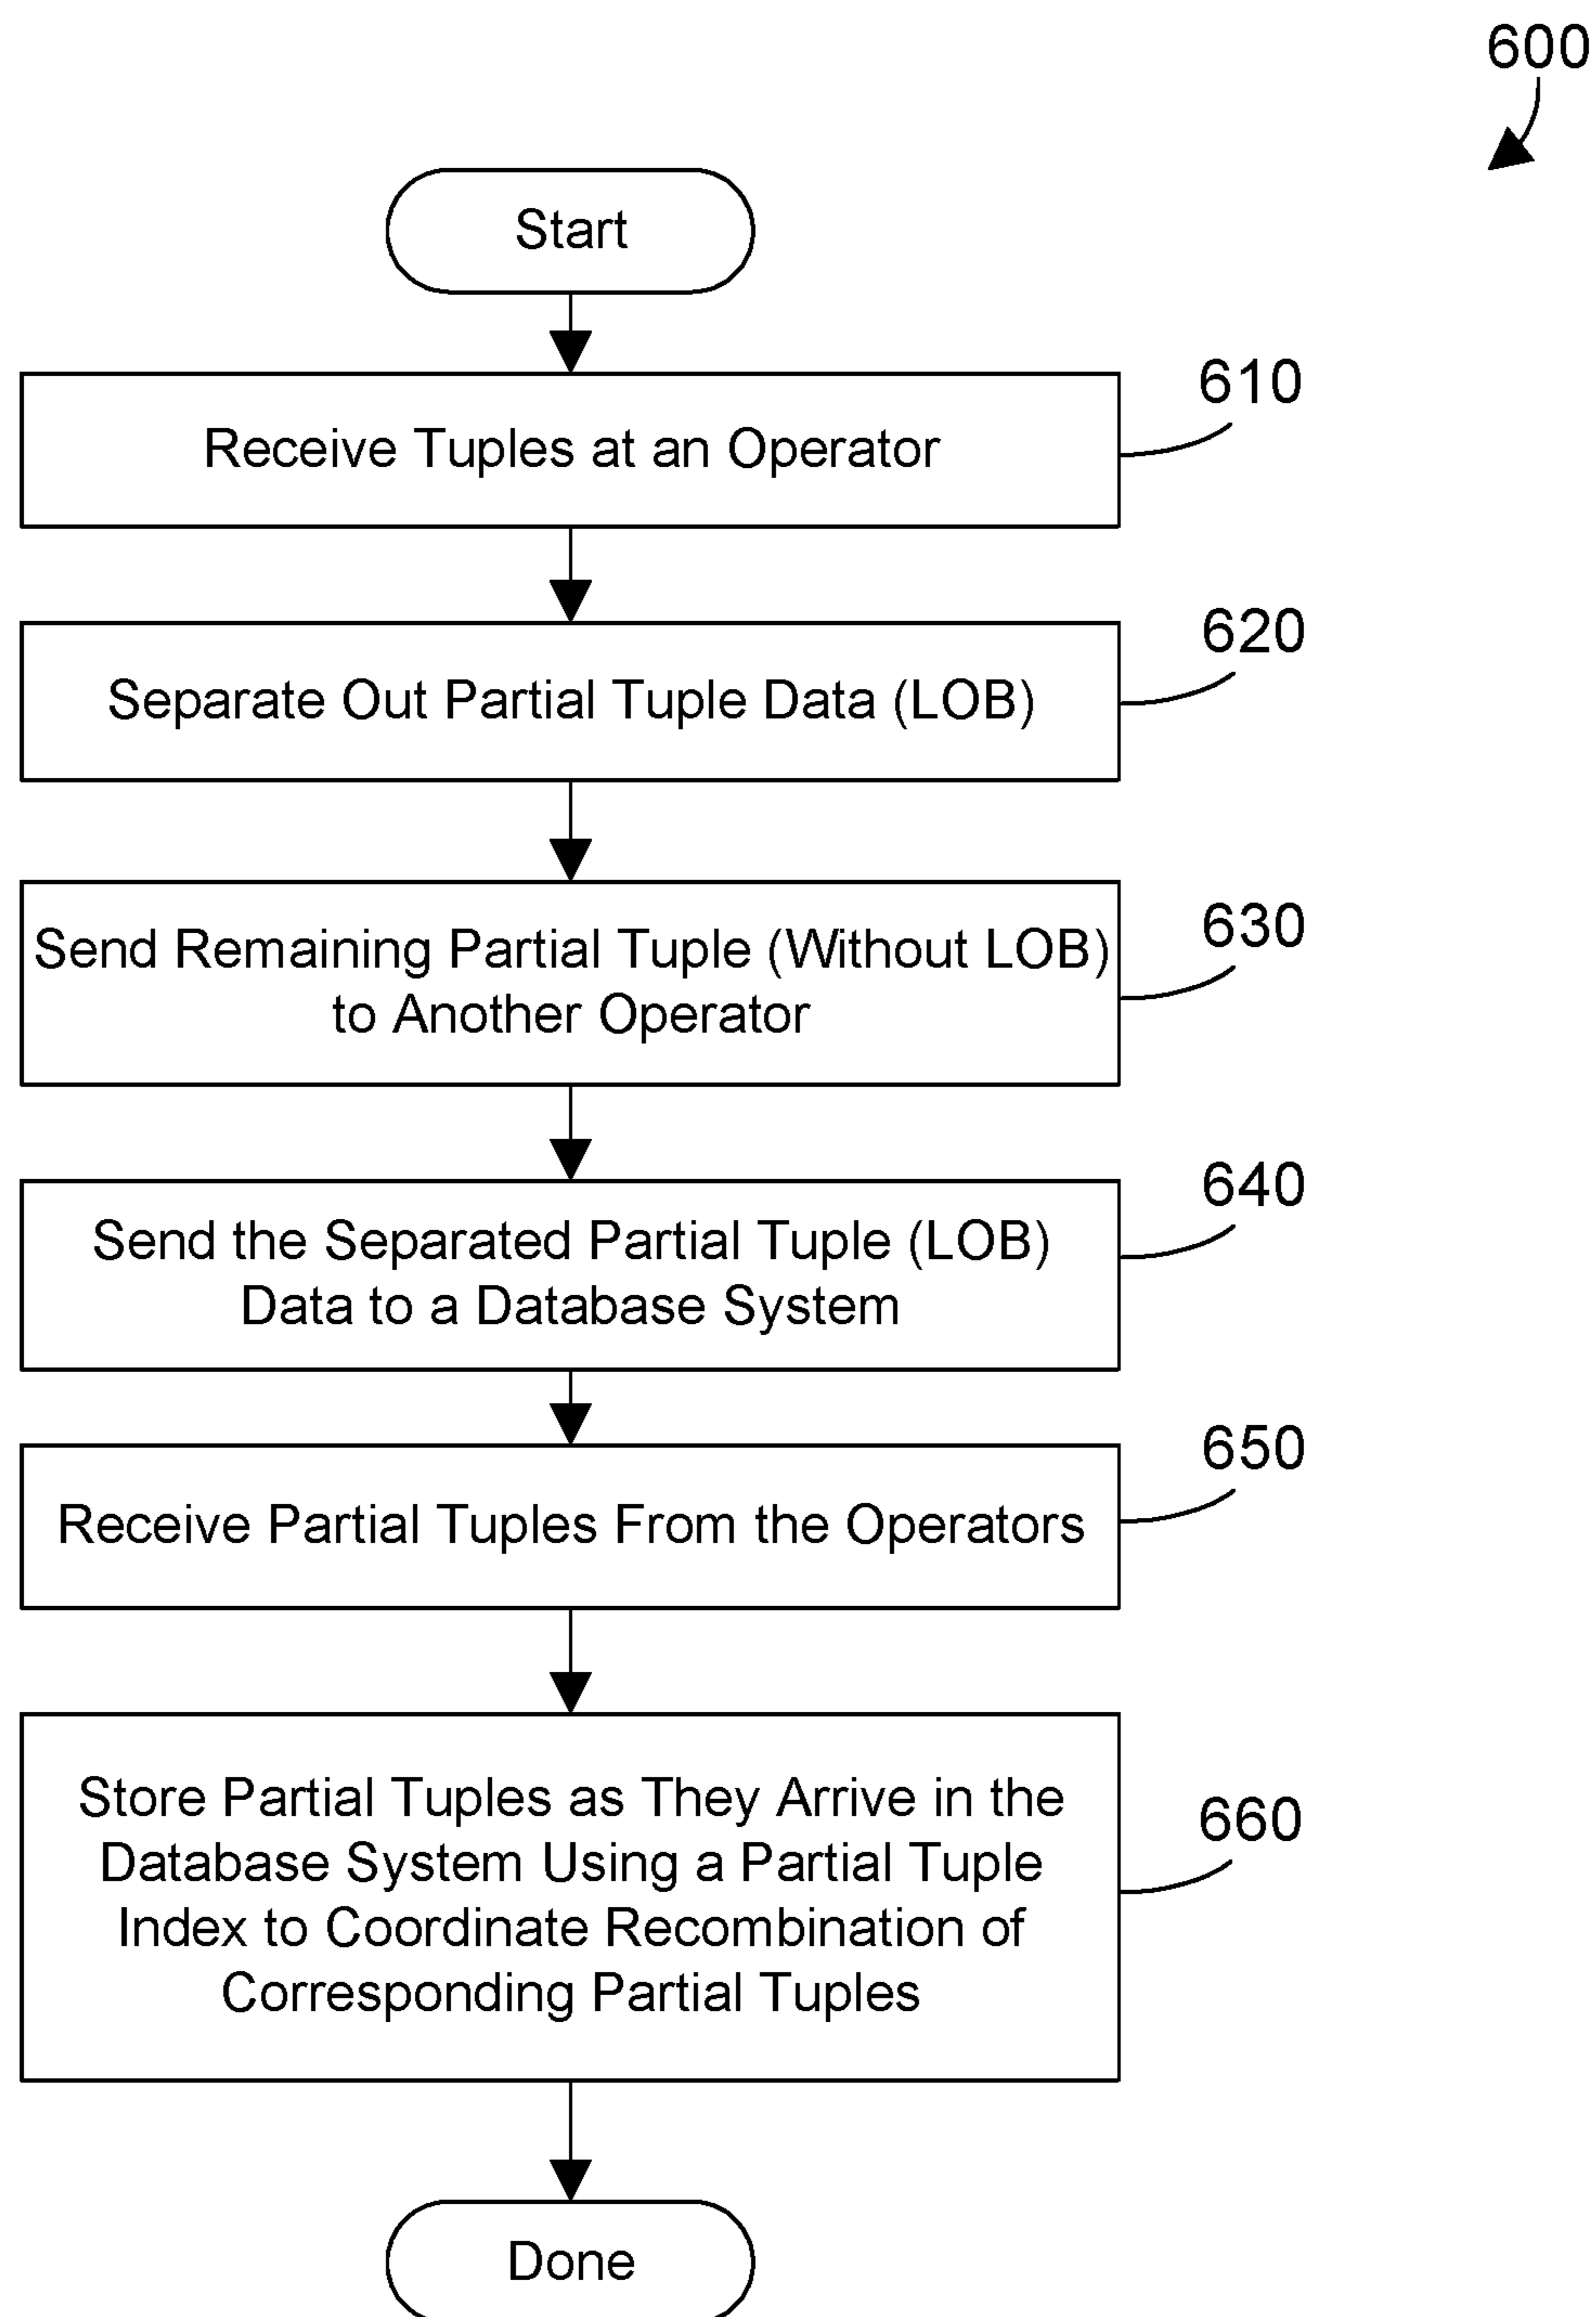 600
Start
Receive Tuples at an Operator
610
Separate Out Partial Tuple Data (LOB)
620
Send Remaining Partial Tuple (Without LOB)
to Another Operator
630
Send the Separated Partial Tuple (LOB)
Data to a Database System
640
Receive Partial Tuples From the Operators
650
Store Partial Tuples as They Arrive in the
Database System Using a Partial Tuple
Index to Coordinate Recombination of
Corresponding Partial Tuples
660
Done